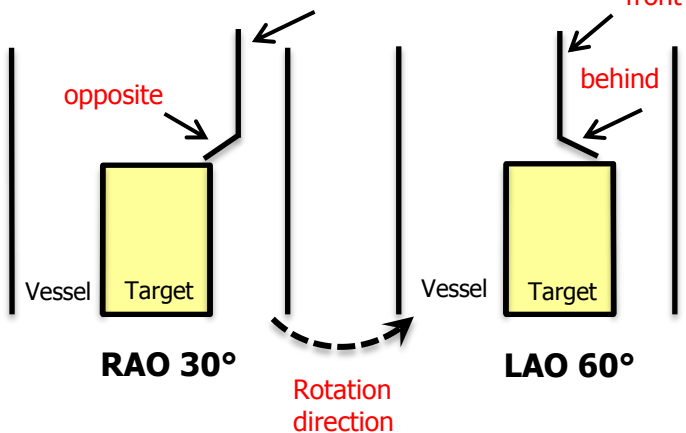 front
opposite
behind
Vessel
Target
Vessel
Target
RAO 30°
LAO 60°
Rotation
direction